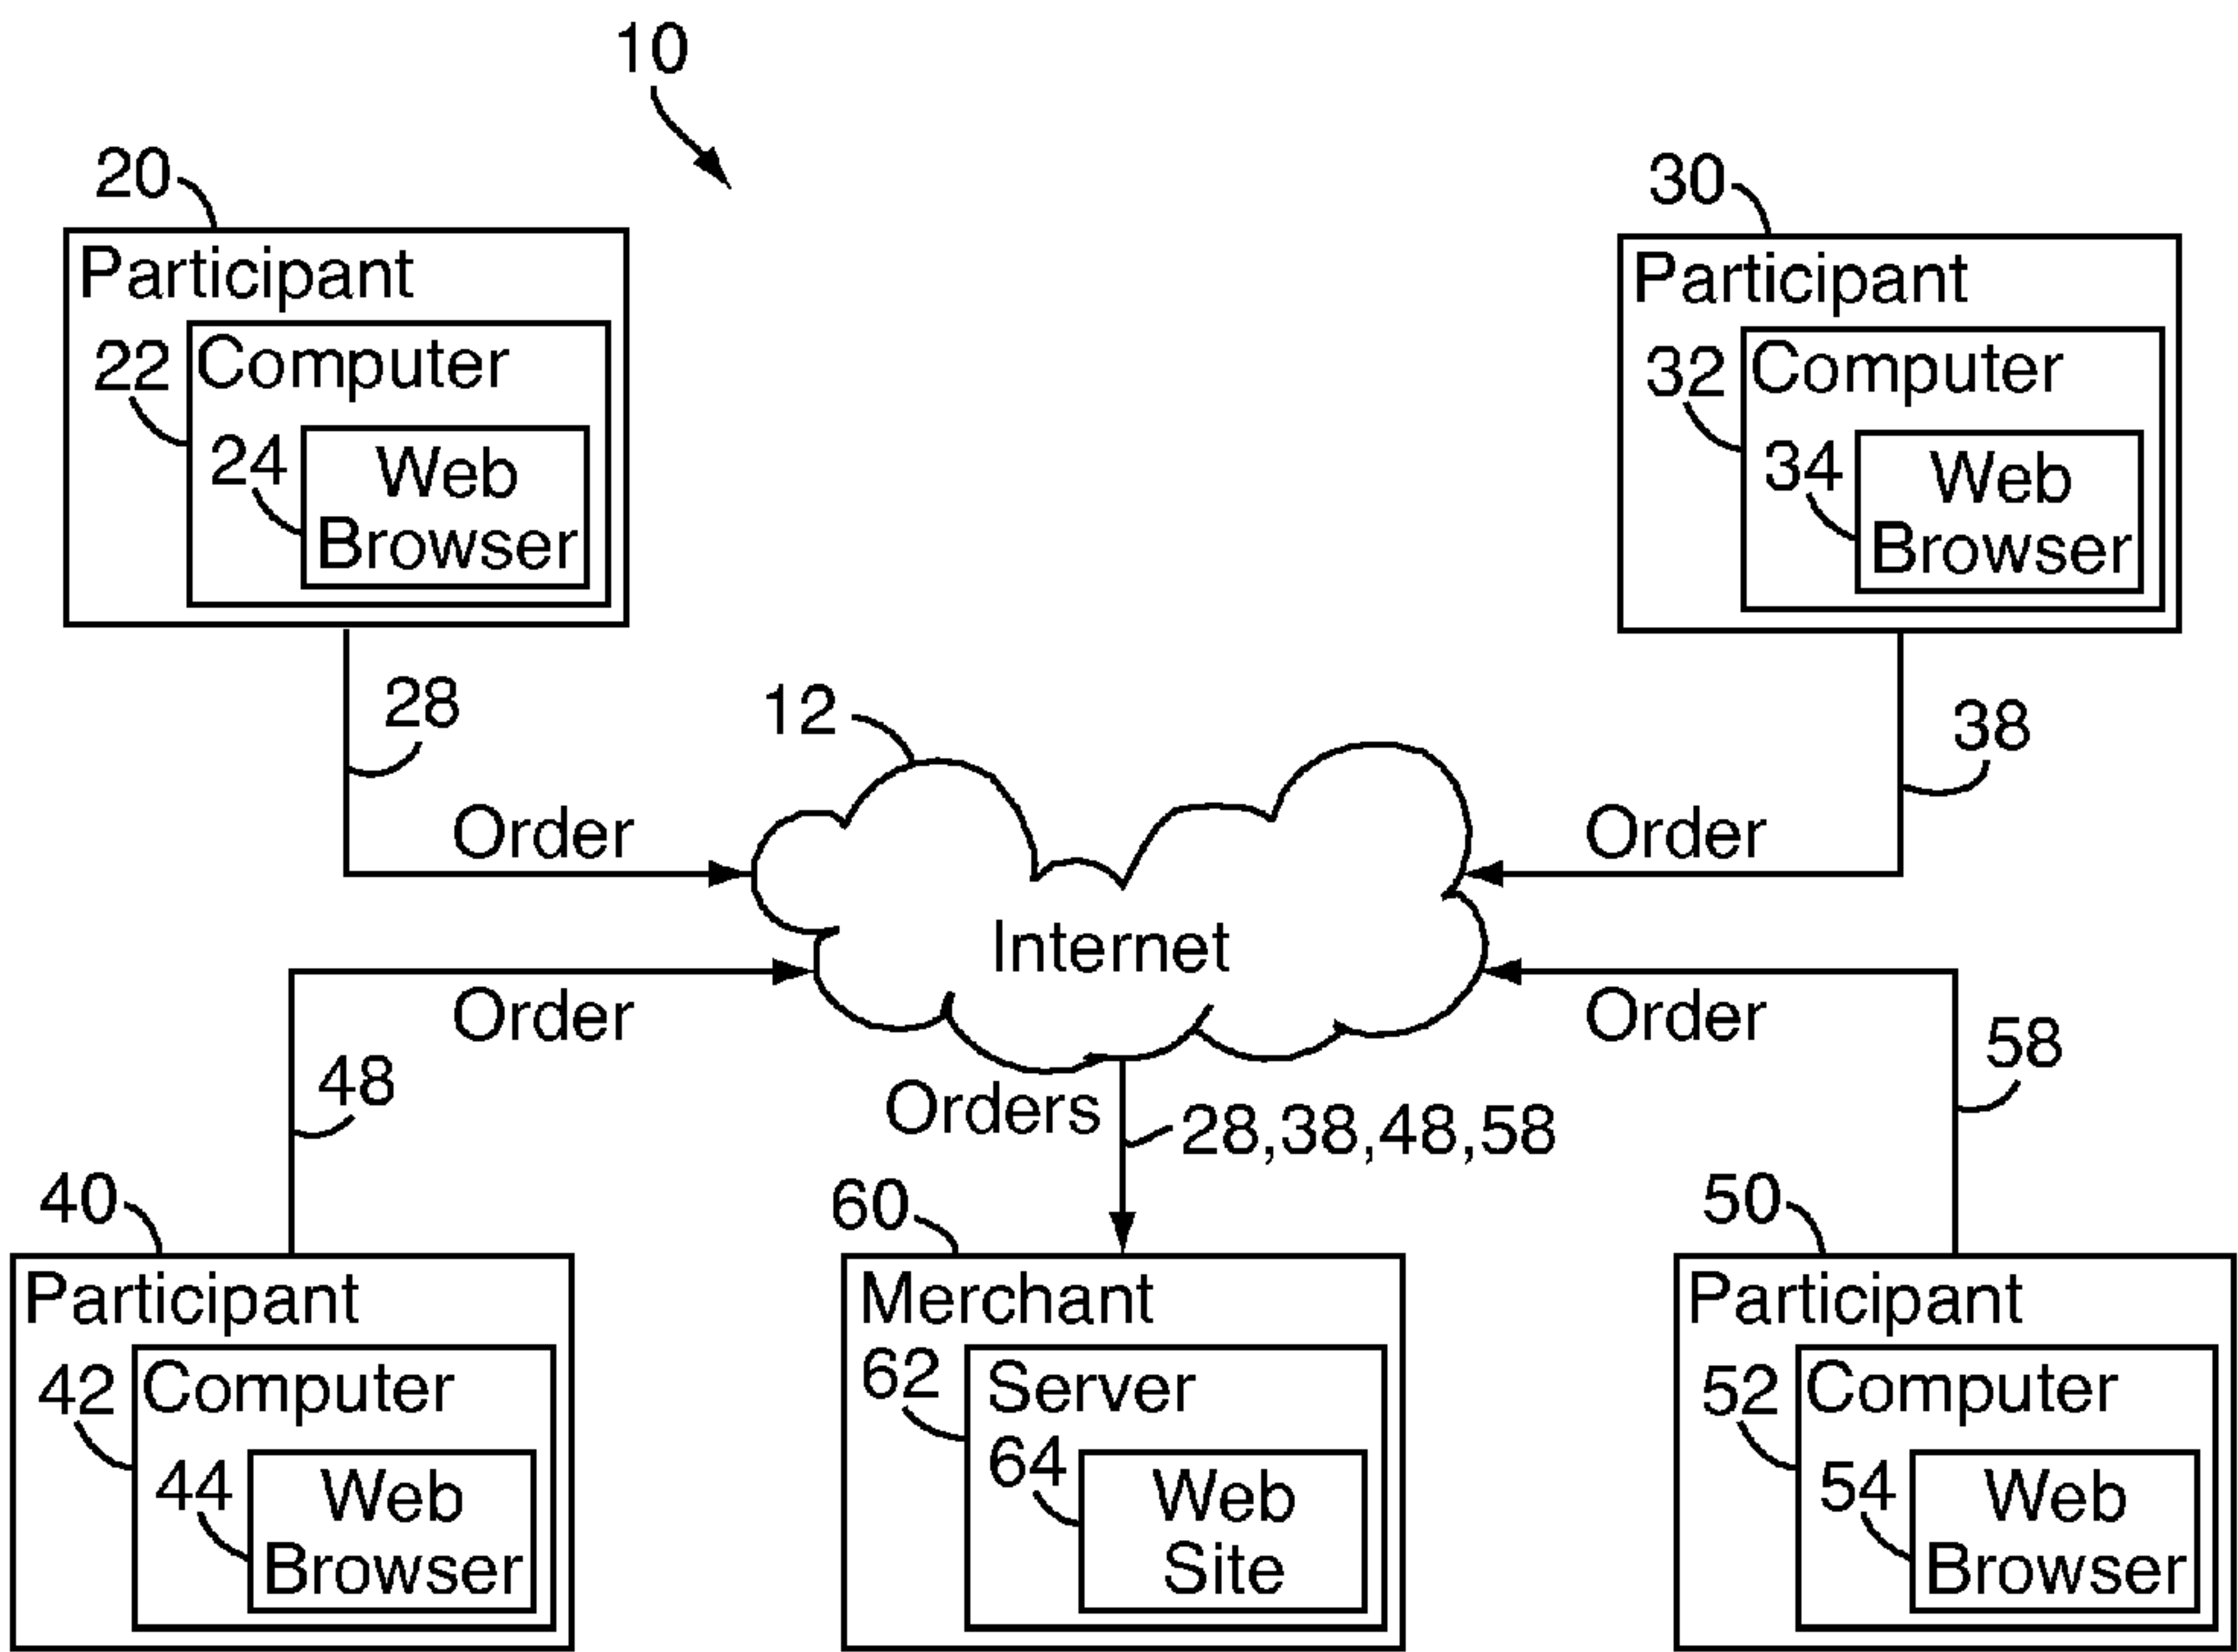 10
20
Participant
22
Computer
24
Web
Browser
30
Participant
32
Computer
34
Web
Browser
28
Order
12
38
Order
Internet
48
Order
58
Order
Orders
28,38,48,58
40
Participant
42
Computer
44
Web
Browser
60
Merchant
62
Server
64
Web
Site
50
Participant
52
Computer
54
Web
Browser